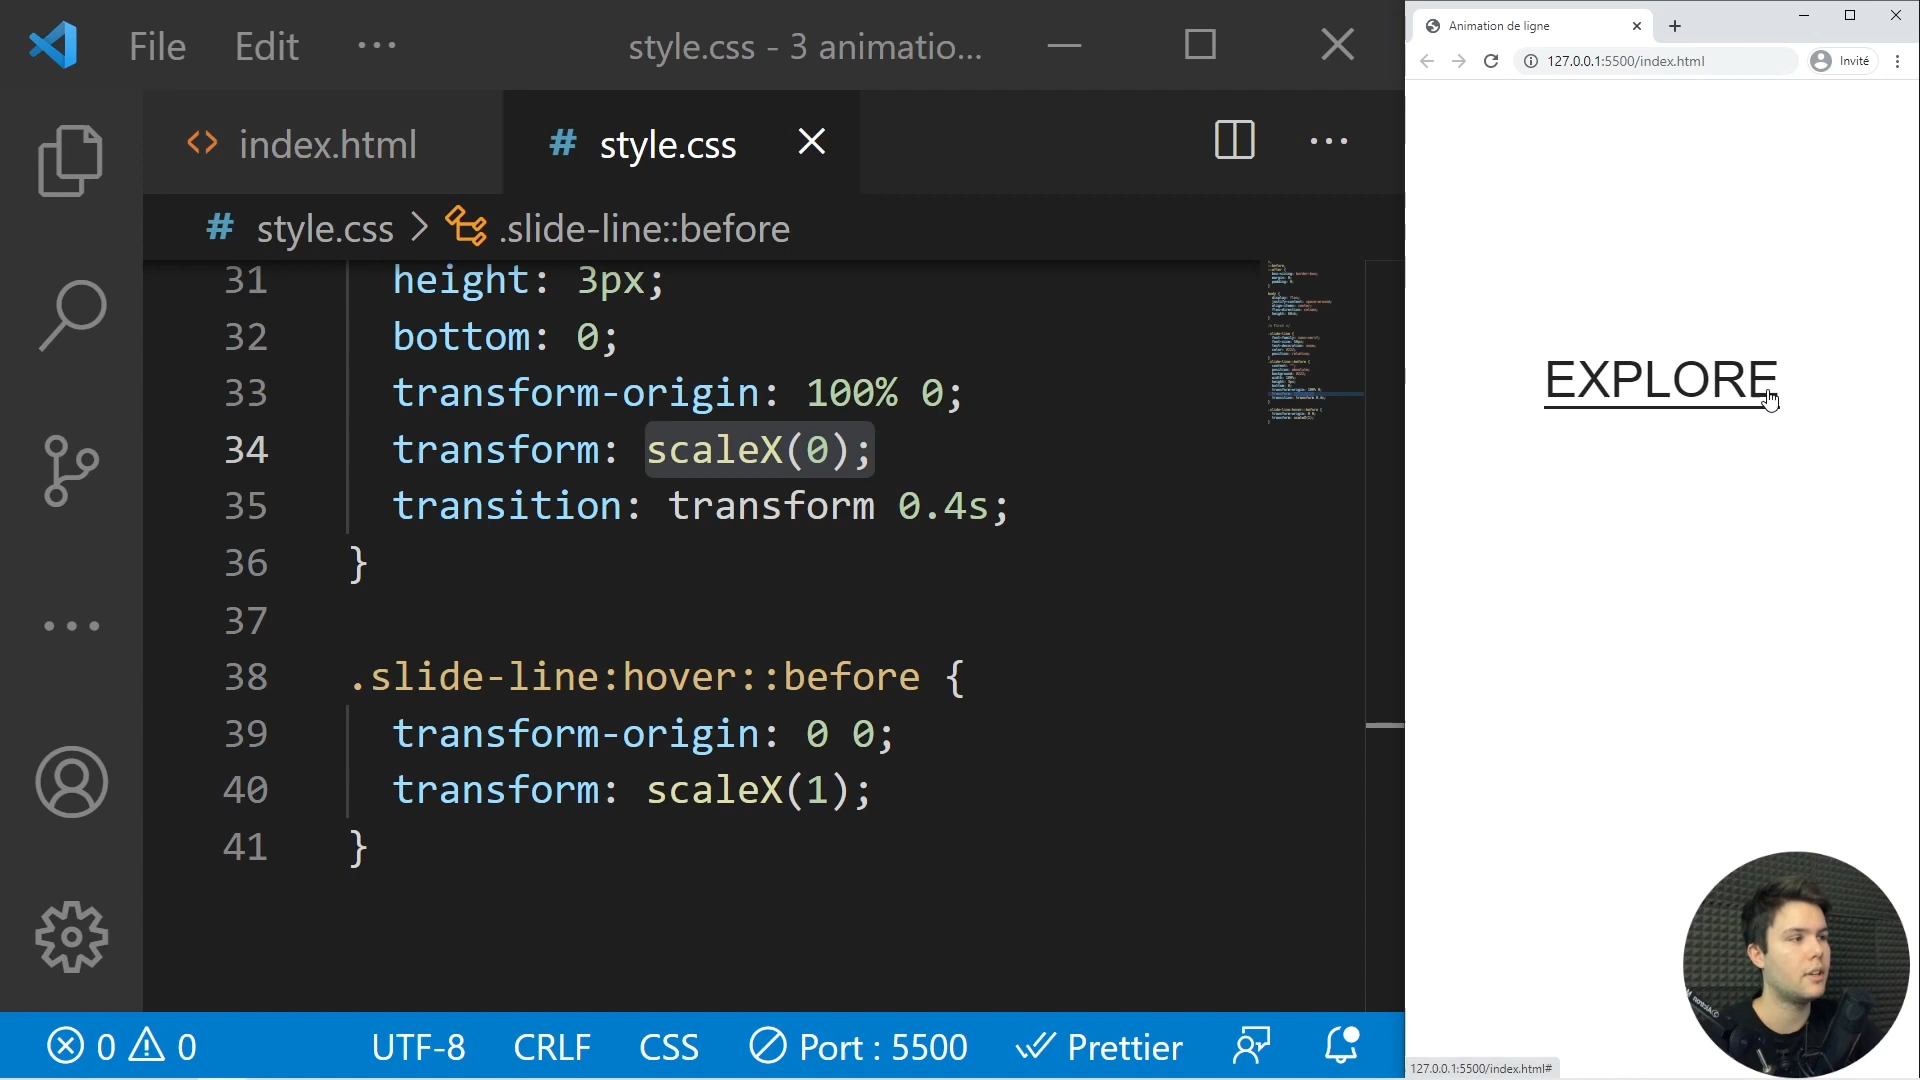 File Edit ··· style.css - 3 animatio...
index.html
style.css
style.css > .slide-line::before
31 height: 3px;
32 bottom: 0;
33 transform-origin: 100% 0;
34 transform: scaleX(0);
35 transition: transform 0.4s;
36 }
37
38 .slide-line:hover::before {
39 transform-origin: 0 0;
40 transform: scaleX(1);
41 }
0 0 UTF-8 CRLF CSS Port : 5500 Prettier
Animation de ligne
127.0.0.1:5500/index.html
Invité
EXPLORE
127.0.0.1:5500/index.html#